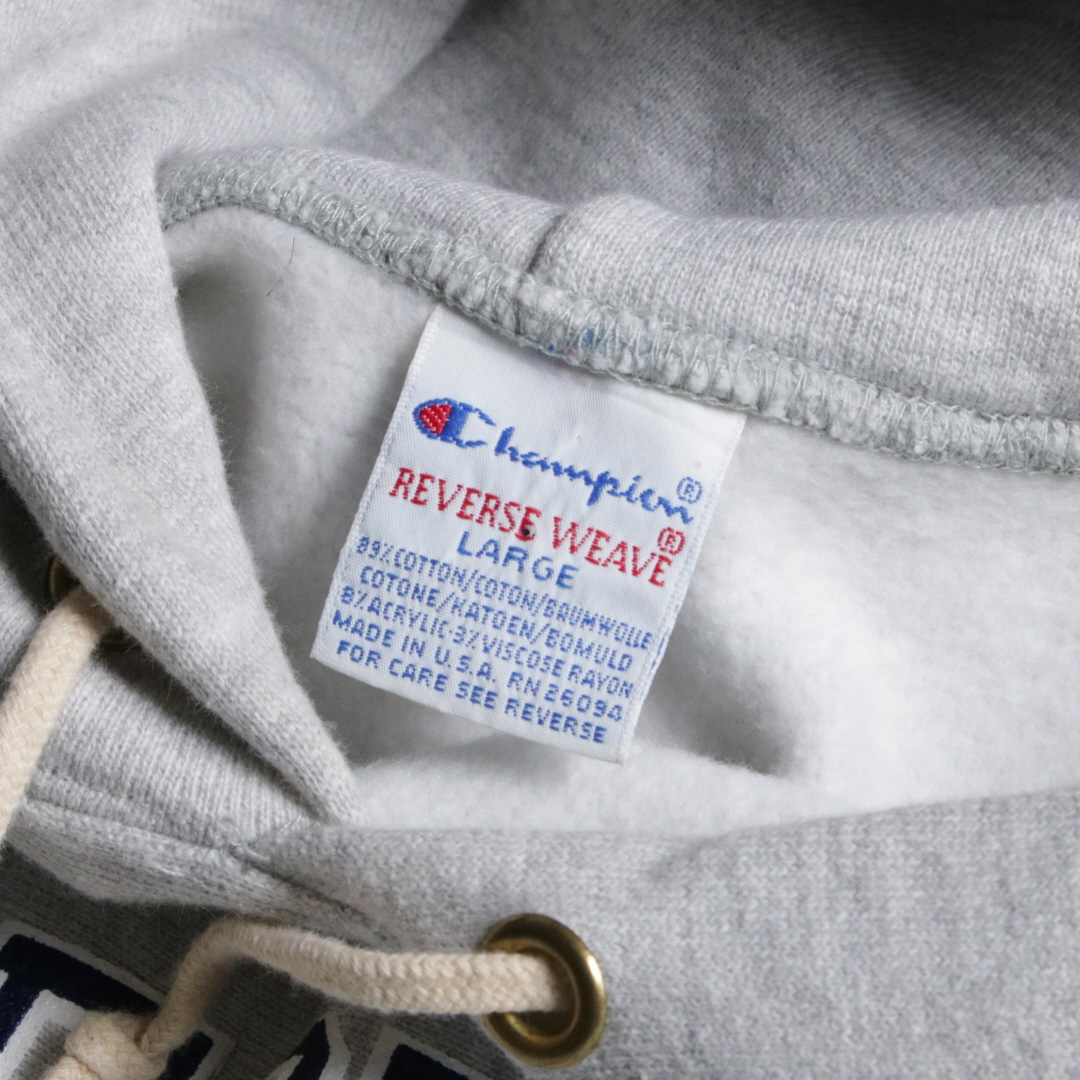 Champion®
REVERSE WEAVE®
LARGE
89%COTTON/COTON/BAUMWOLLE
COTONE/KATOEN/BOMULD
8%ACRYLIC-3%VISCOSE RAYON
MADE IN U.S.A. RN 26094
FOR CARE SEE REVERSE